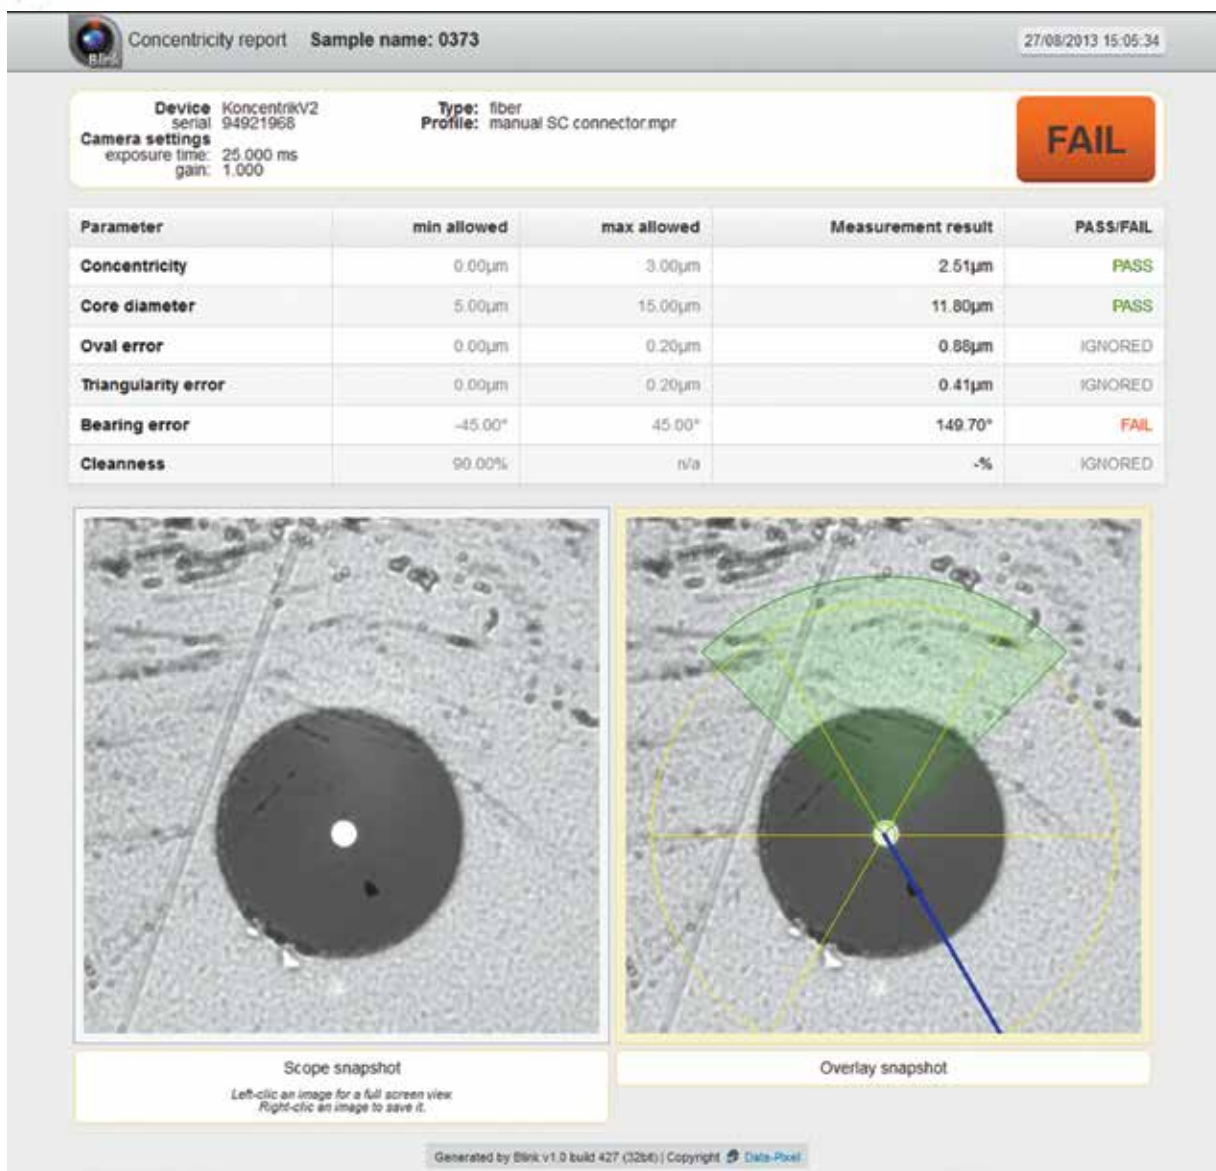 Blink
Concentricity report Sample name: 0373
27/08/2013 15:05:34
Device KoncentrikV2
serial 94921968
Camera settings
exposure time: 25.000 ms
gain: 1.000
Type: fiber
Profile: manual SC connector.mpr
FAIL
Parameter min allowed max allowed Measurement result PASS/FAIL
Concentricity 0.00µm 3.00µm 2.51µm PASS
Core diameter 5.00µm 15.00µm 11.80µm PASS
Oval error 0.00µm 0.20µm 0.88µm IGNORED
Triangularity error 0.00µm 0.20µm 0.41µm IGNORED
Bearing error -45.00° 45.00° 149.70° FAIL
Cleanness 90.00% n/a -% IGNORED
Scope snapshot
Left-clic an image for a full screen view.
Right-clic an image to save it.
Overlay snapshot
Generated by Blink v1.0 build 427 (32bit) | Copyright Data-Pixel